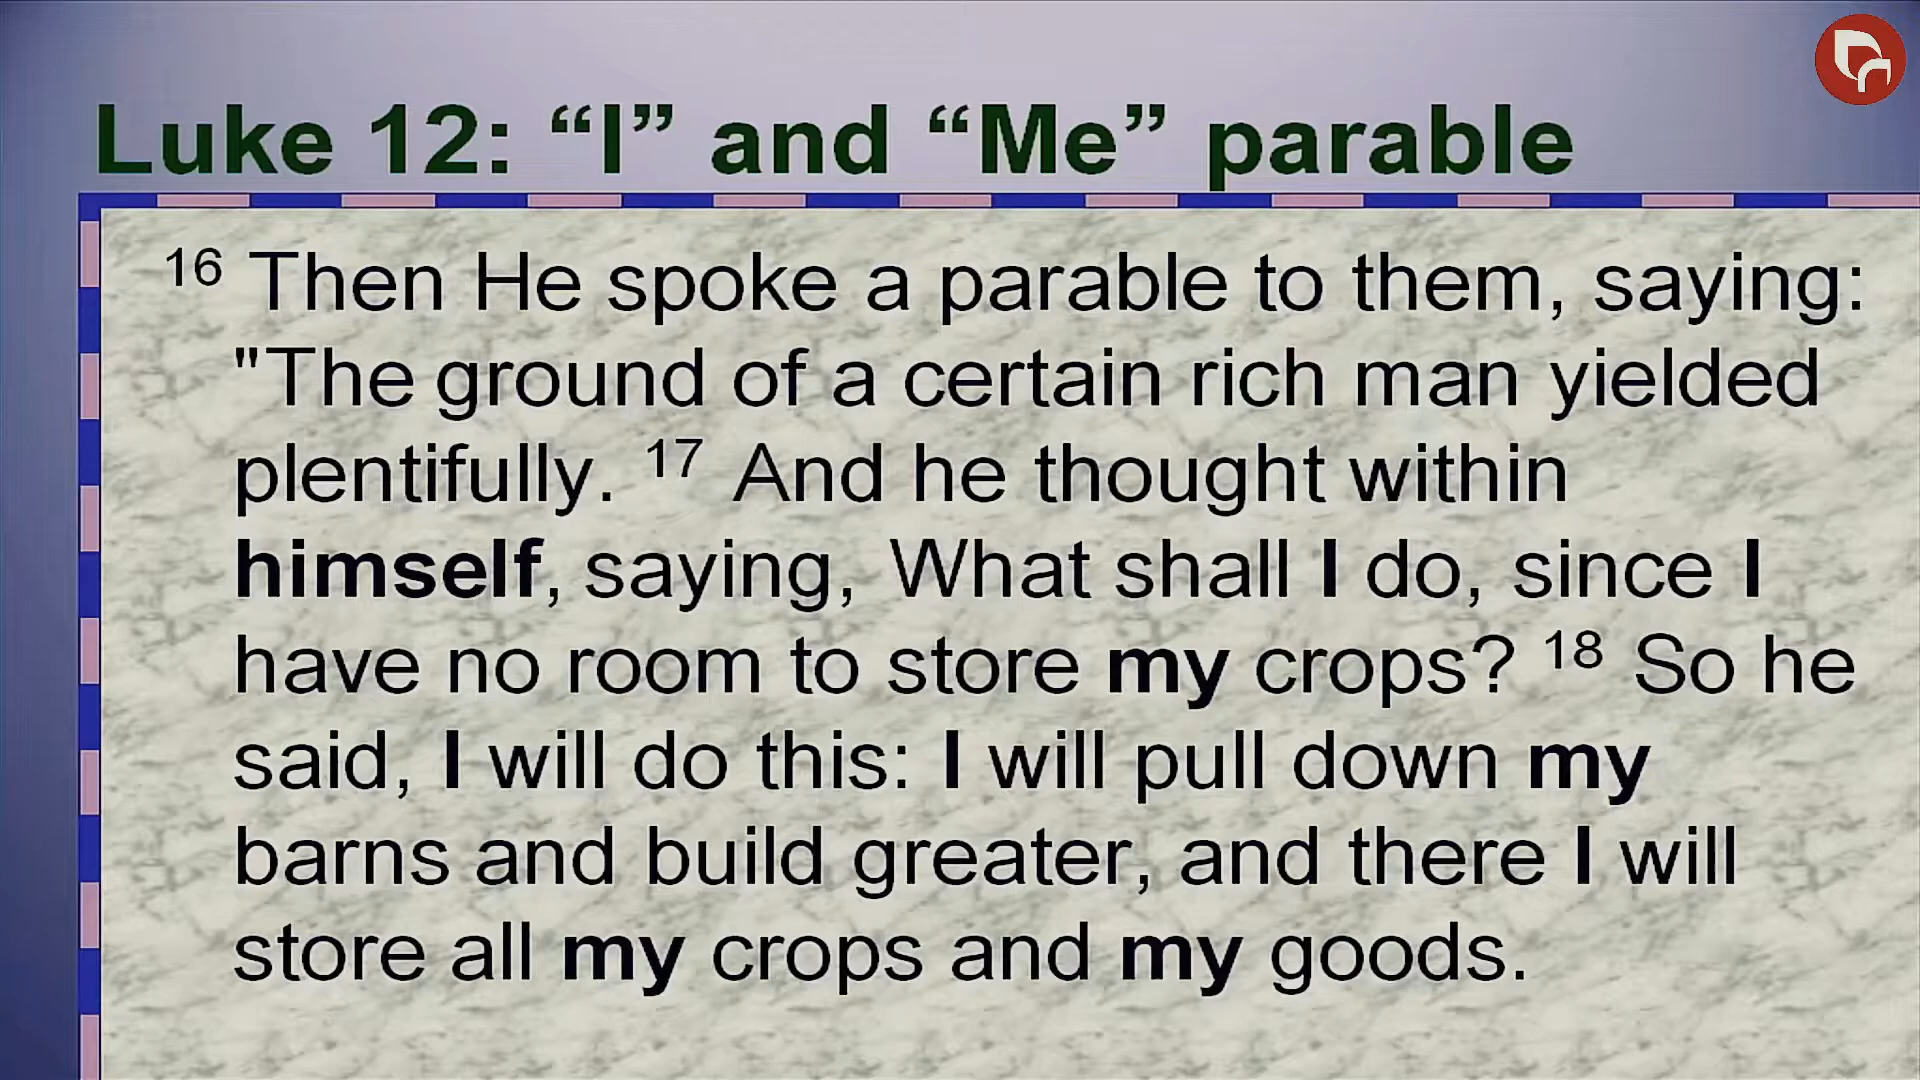 Luke 12: “I” and “Me” parable
16 Then He spoke a parable to them, saying:
"The ground of a certain rich man yielded
plentifully. 17 And he thought within
himself, saying, What shall I do, since I
have no room to store my crops? 18 So he
said, I will do this: I will pull down my
barns and build greater, and there I will
store all my crops and my goods.